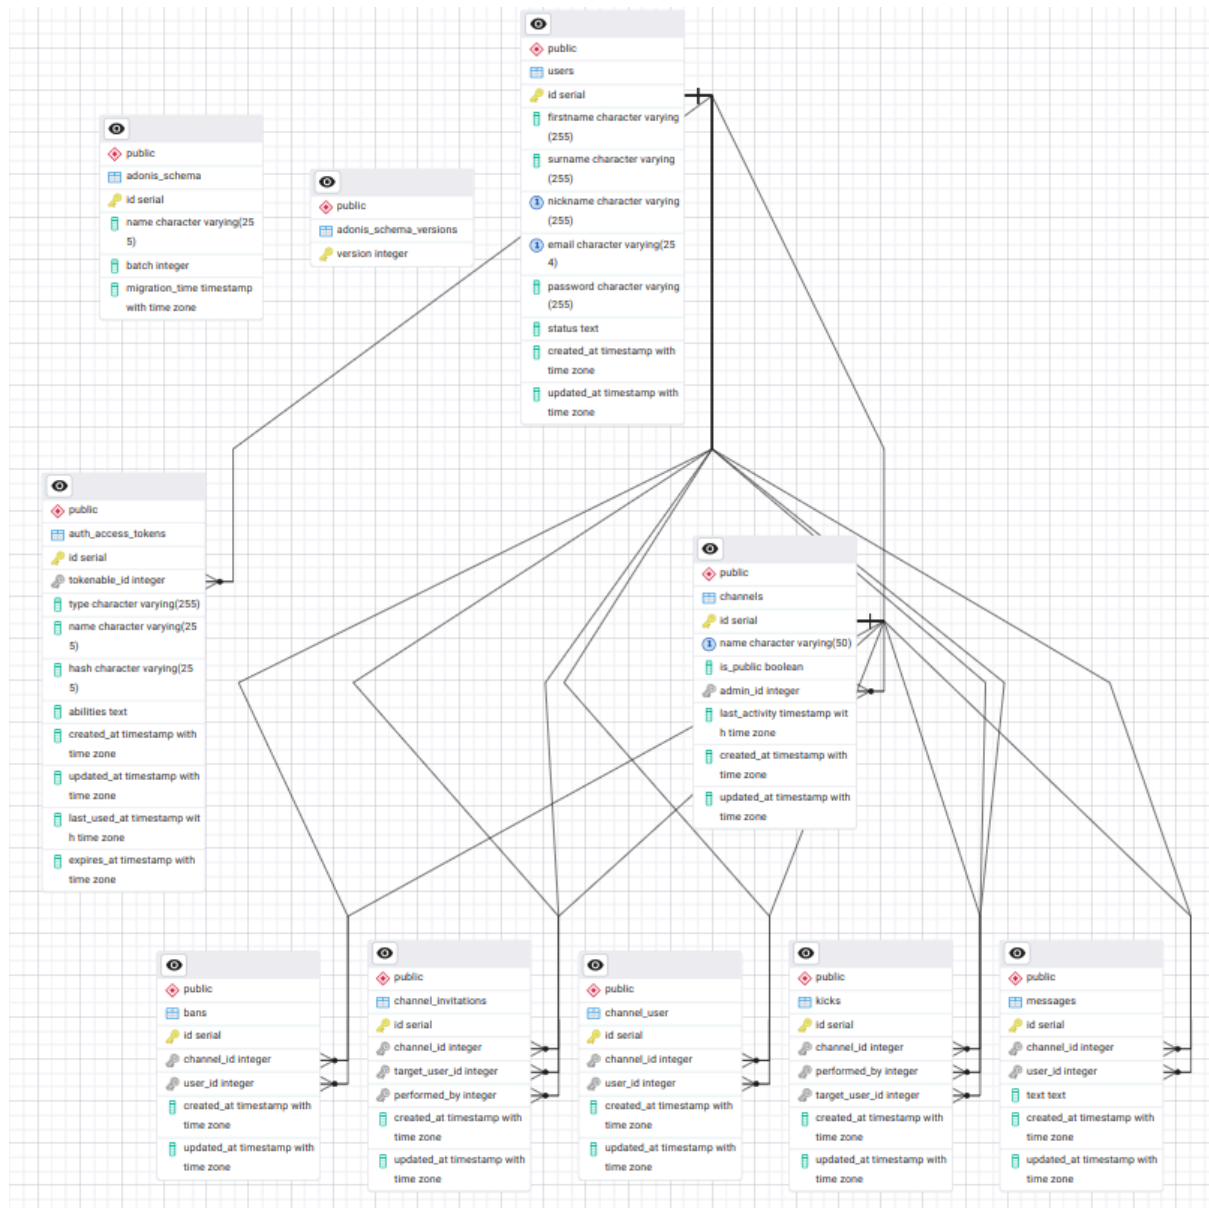 public
users
id serial
firstname character varying
(255)
surname character varying
(255)
nickname character varying
(255)
email character varying(25
4)
password character varying
(255)
status text
created_at timestamp with
time zone
updated_at timestamp with
time zone
public
adonis_schema
id serial
name character varying(25
5)
batch integer
migration_time timestamp
with time zone
public
adonis_schema_versions
version integer
public
auth_access_tokens
id serial
tokenable_id integer
type character varying(255)
name character varying(25
5)
hash character varying(25
5)
abilities text
created_at timestamp with
time zone
updated_at timestamp with
time zone
last_used_at timestamp wit
h time zone
expires_at timestamp with
time zone
public
channels
id serial
name character varying(50)
is_public boolean
admin_id integer
last_activity timestamp wit
h time zone
created_at timestamp with
time zone
updated_at timestamp with
time zone
public
bans
id serial
channel_id integer
user_id integer
created_at timestamp with
time zone
updated_at timestamp with
time zone
public
channel_invitations
id serial
channel_id integer
target_user_id integer
performed_by integer
created_at timestamp with
time zone
updated_at timestamp with
time zone
public
channel_user
id serial
channel_id integer
user_id integer
created_at timestamp with
time zone
updated_at timestamp with
time zone
public
kicks
id serial
channel_id integer
performed_by integer
target_user_id integer
created_at timestamp with
time zone
updated_at timestamp with
time zone
public
messages
id serial
channel_id integer
user_id integer
text text
created_at timestamp with
time zone
updated_at timestamp with
time zone